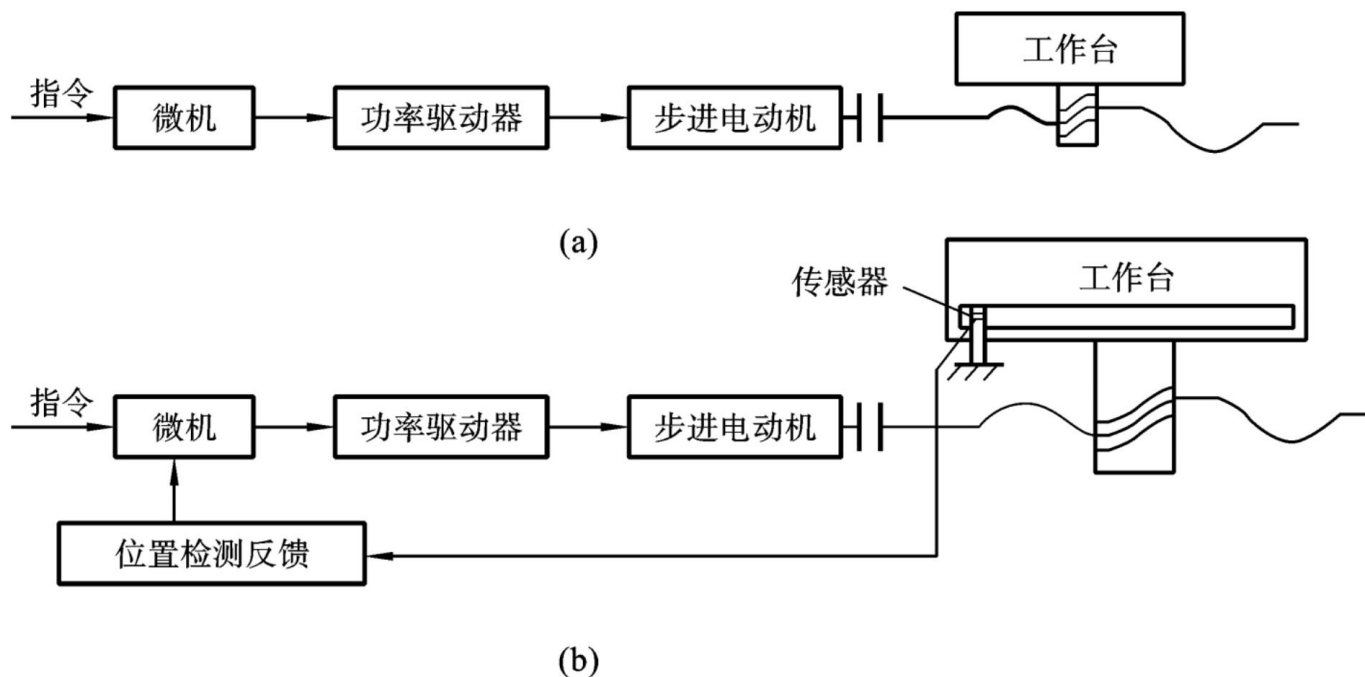 工作台
指令
微机
功率驱动器
步进电动机
(a)
工作台
传感器
指令
微机
功率驱动器
步进电动机
位置检测反馈
(b)